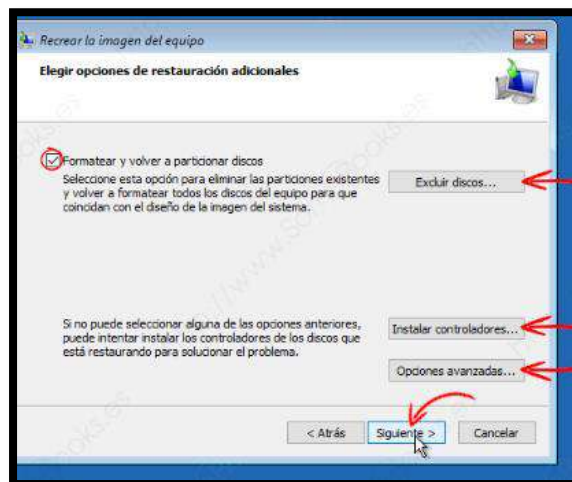 Recrear la imagen del equipo
Elegir opciones de restauración adicionales
Formatear y volver a particionar discos
Seleccione esta opción para eliminar las particiones existentes
y volver a formatear todos los discos del equipo para que
coincidan con el diseño de la imagen del sistema.
Excluir discos...
Si no puede seleccionar alguna de las opciones anteriores,
puede intentar instalar los controladores de los discos que
está restaurando para solucionar el problema.
Instalar controladores...
Opciones avanzadas...
< Atrás Siguiente > Cancelar